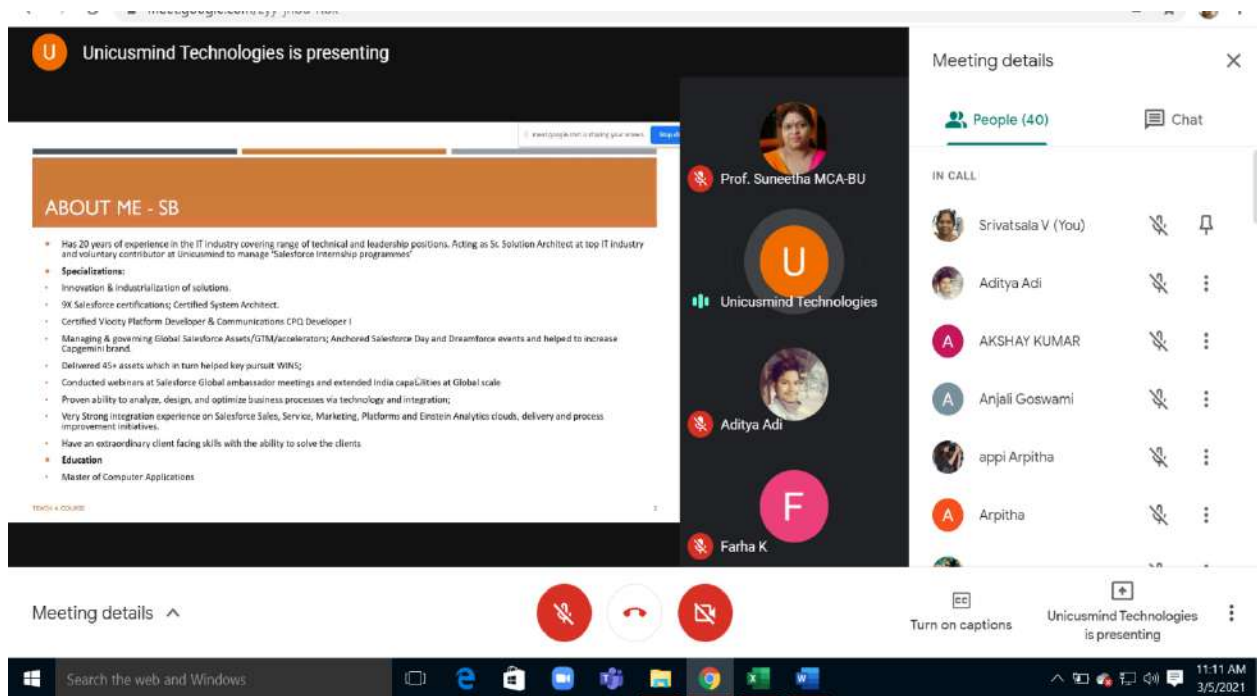 U Unicusmind Technologies is presenting
ABOUT ME - SB
Has 20 years of experience in the IT industry covering range of technical and leadership positions. Acting as Sr. Solution Architect at top IT industry
and voluntary contributor at Unicusmind to manage 'Salesforce Internship programmes'
Specializations:
Innovation & industrialization of solutions.
9X Salesforce certifications; Certified System Architect.
Certified Vlocity Platform Developer & Communications CPQ Developer I
Managing & governing Global Salesforce Assets/GTM/accelerators; Anchored Salesforce Day and Dreamforce events and helped to increase
Capgemini brand.
Delivered 45+ assets which in turn helped key pursuit WINS;
Conducted webinars at Salesforce Global ambassador meetings and extended India capabilities at Global scale
Proven ability to analyze, design, and optimize business processes via technology and integration;
Very Strong integration experience on Salesforce Sales, Service, Marketing, Platforms and Einstein Analytics clouds, delivery and process
improvement initiatives.
Have an extraordinary client facing skills with the ability to solve the clients
Education
Master of Computer Applications
TEACH A COURSE
2
Prof. Suneetha MCA-BU
U
Unicusmind Technologies
Aditya Adi
F
Farha K
Meeting details
People (40) Chat
IN CALL
Srivatsala V (You)
Aditya Adi
A AKSHAY KUMAR
A Anjali Goswami
appi Arpitha
A Arpitha
Meeting details
CC
Turn on captions
Unicusmind Technologies
is presenting
Search the web and Windows
11:11 AM
3/5/2021